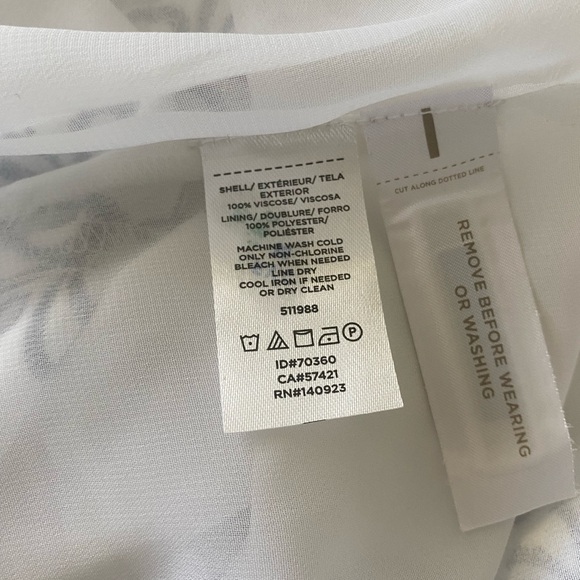 SHELL/ EXTÉRIEUR/ TELA
EXTERIOR
100% VISCOSE/ VISCOSA
LINING/ DOUBLURE/ FORRO
100% POLYESTER/
POLIÉSTER
MACHINE WASH COLD
ONLY NON-CHLORINE
BLEACH WHEN NEEDED
LINE DRY
COOL IRON IF NEEDED
OR DRY CLEAN
511988
P
ID#70360
CA#57421
RN#140923
CUT ALONG DOTTED LINE
REMOVE BEFORE WEARING
OR WASHING